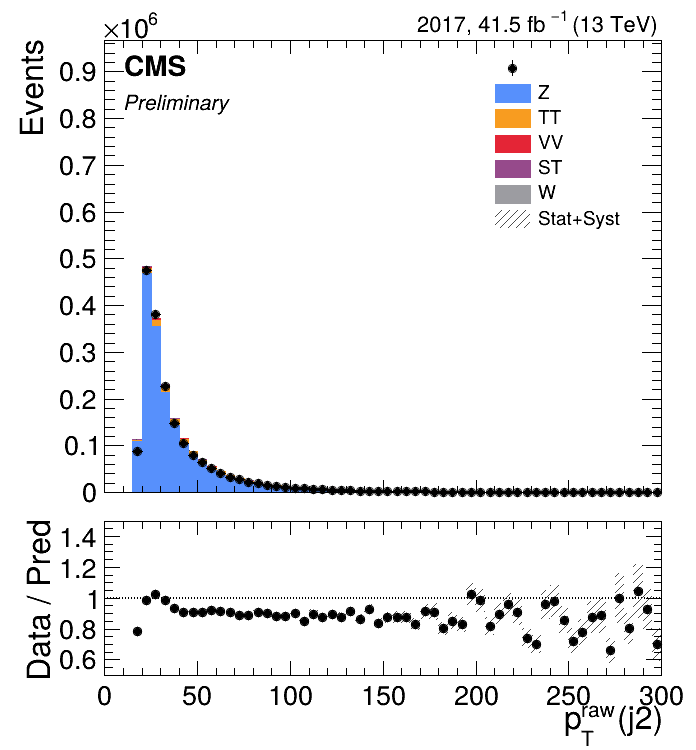 ×10⁶
2017, 41.5 fb⁻¹ (13 TeV)
CMS
Preliminary
Z
TT
VV
ST
W
Stat+Syst
Events
0.9
0.8
0.7
0.6
0.5
0.4
0.3
0.2
0.1
0
Data / Pred
1.4
1.2
1
0.8
0.6
0 50 100 150 200 250 300
p_T^raw(j2)